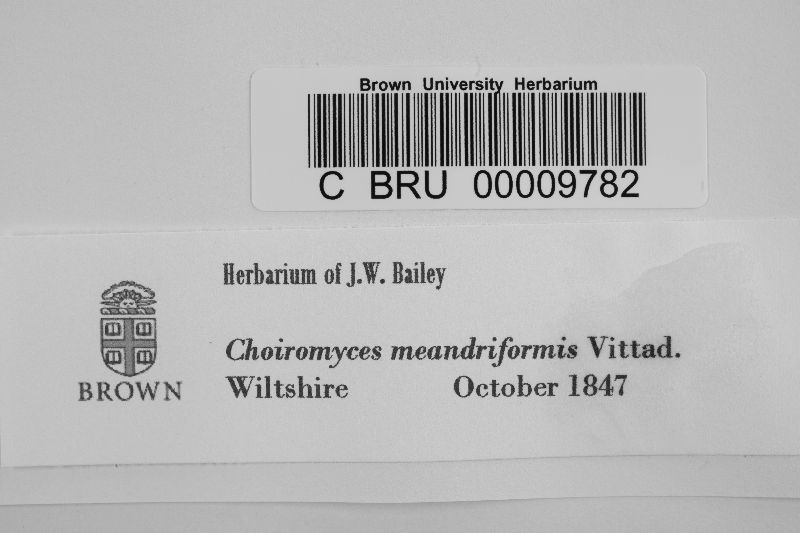 Brown University Herbarium
C BRU 00009782
Herbarium of J.W. Bailey
Choiromyces meandriformis Vittad.
Wiltshire October 1847
BROWN